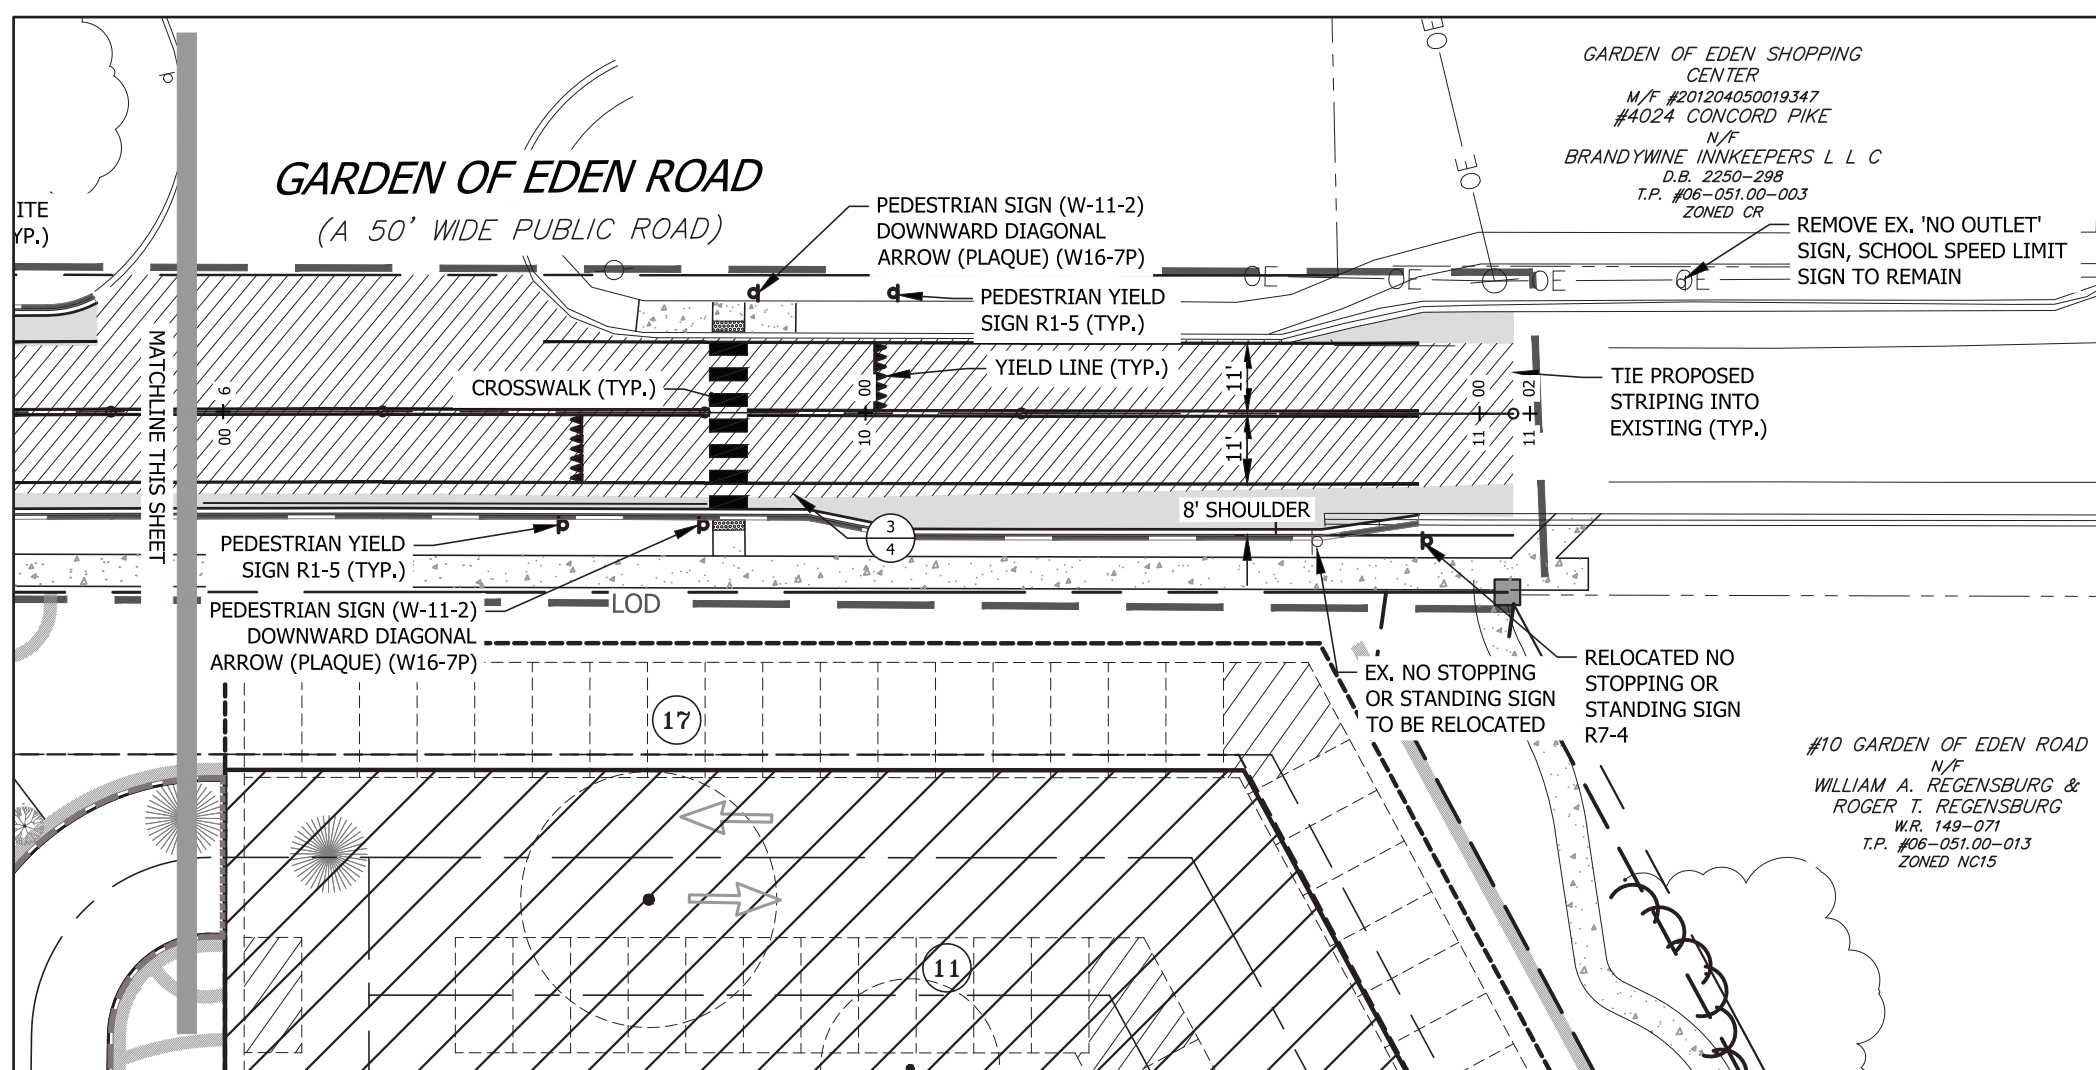 GARDEN OF EDEN SHOPPING
CENTER
M/F #201204050019347
#4024 CONCORD PIKE
N/F
BRANDYWINE INNKEEPERS L L C
D.B. 2250-298
T.P. #06-051.00-003
ZONED CR
OE
OE
GARDEN OF EDEN ROAD
(A 50' WIDE PUBLIC ROAD)
ITE
YP.)
PEDESTRIAN SIGN (W-11-2)
DOWNWARD DIAGONAL
ARROW (PLAQUE) (W16-7P)
REMOVE EX. 'NO OUTLET'
SIGN, SCHOOL SPEED LIMIT
SIGN TO REMAIN
OE
OE
OE
OE
PEDESTRIAN YIELD
SIGN R1-5 (TYP.)
YIELD LINE (TYP.)
CROSSWALK (TYP.)
MATCHLINE THIS SHEET
9
00
10
00
11'
11'
11
00
11
02
TIE PROPOSED
STRIPING INTO
EXISTING (TYP.)
8' SHOULDER
3
4
PEDESTRIAN YIELD
SIGN R1-5 (TYP.)
LOD
PEDESTRIAN SIGN (W-11-2)
DOWNWARD DIAGONAL
ARROW (PLAQUE) (W16-7P)
EX. NO STOPPING
OR STANDING SIGN
TO BE RELOCATED
RELOCATED NO
STOPPING OR
STANDING SIGN
R7-4
17
#10 GARDEN OF EDEN ROAD
N/F
WILLIAM A. REGENSBURG &
ROGER T. REGENSBURG
W.R. 149-071
T.P. #06-051.00-013
ZONED NC15
11